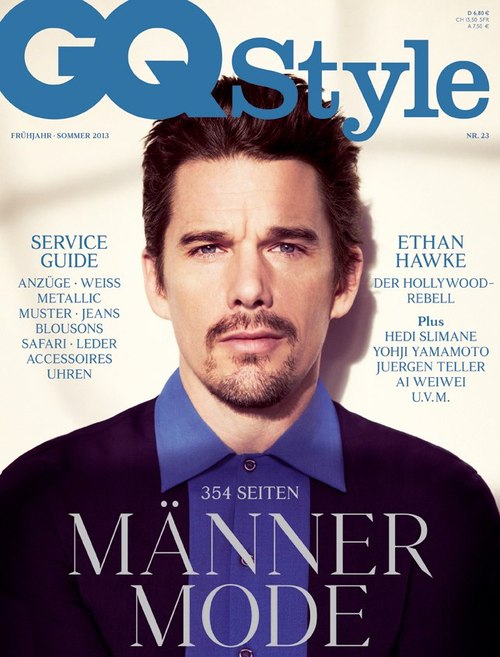 GQ Style
D 6,80 €
CH 13,50 SFR
A 7,50 €
FRÜHJAHR · SOMMER 2013
NR. 23
SERVICE
GUIDE
ANZÜGE · WEISS
METALLIC
MUSTER · JEANS
BLOUSONS
SAFARI · LEDER
ACCESSOIRES
UHREN
ETHAN
HAWKE
DER HOLLYWOOD-
REBELL
Plus
HEDI SLIMANE
YOHJI YAMAMOTO
JUERGEN TELLER
AI WEIWEI
U.V.M.
354 SEITEN
MÄNNER
MODE